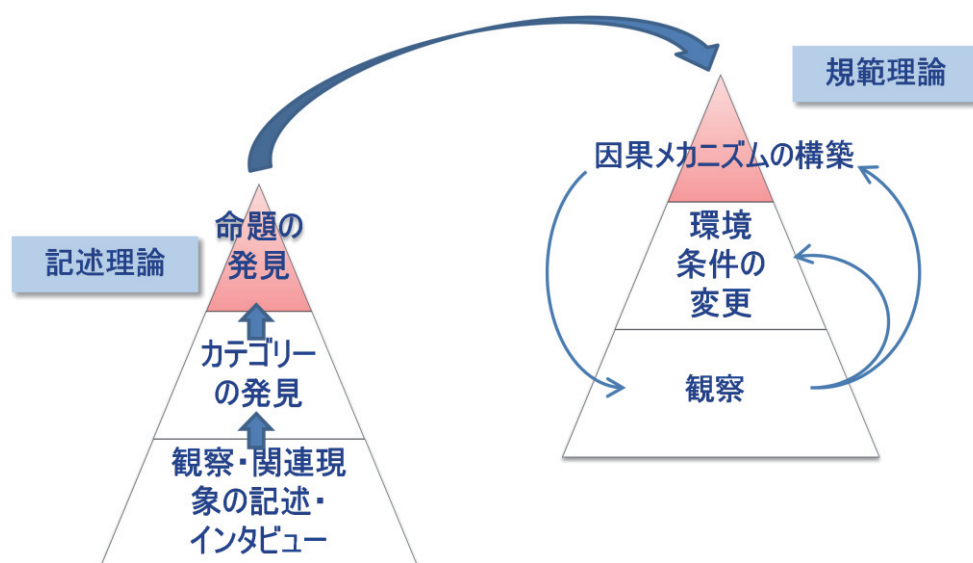 記述理論
命題の
発見
カテゴリー
の発見
観察・関連現
象の記述・
インタビュー
規範理論
因果メカニズムの構築
環境
条件の
変更
観察